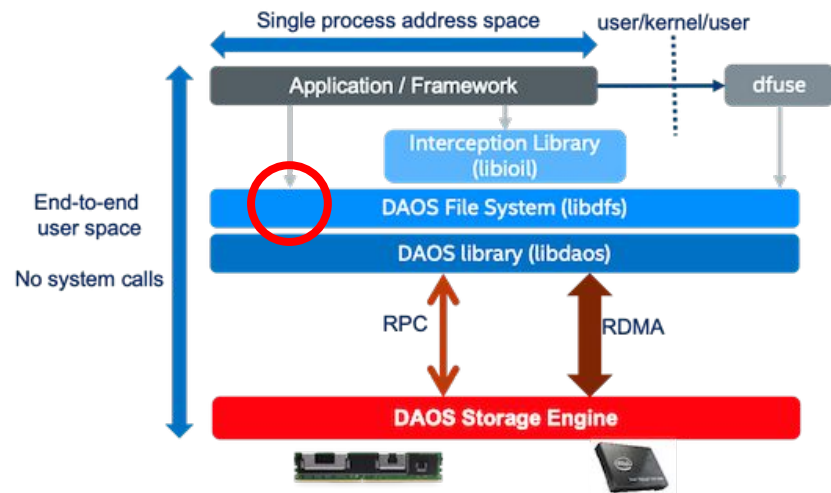 Single process address space
user/kernel/user
Application / Framework
dfuse
Interception Library
(libioil)
End-to-end
user space
No system calls
DAOS File System (libdfs)
DAOS library (libdaos)
RPC
RDMA
DAOS Storage Engine